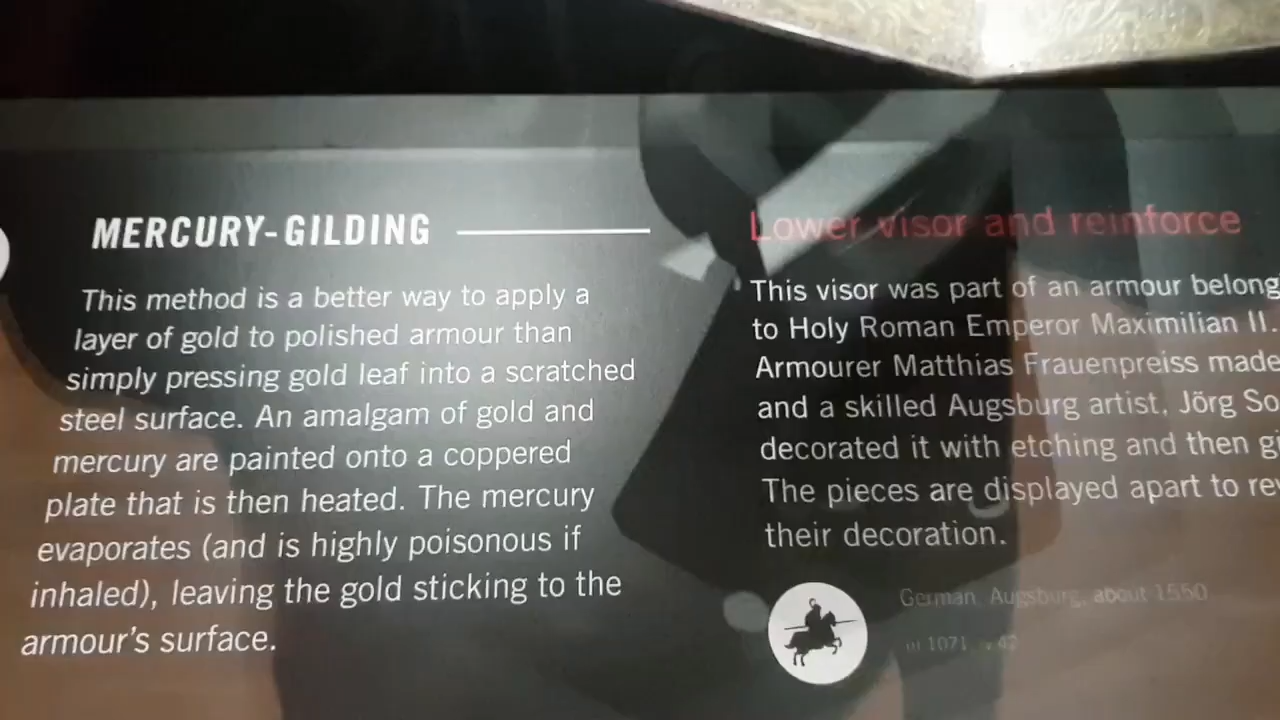 MERCURY-GILDING
This method is a better way to apply a
layer of gold to polished armour than
simply pressing gold leaf into a scratched
steel surface. An amalgam of gold and
mercury are painted onto a coppered
plate that is then heated. The mercury
evaporates (and is highly poisonous if
inhaled), leaving the gold sticking to the
armour's surface.
Lower visor and reinforce
This visor was part of an armour belong
to Holy Roman Emperor Maximilian II.
Armourer Matthias Frauenpreiss made
and a skilled Augsburg artist, Jörg So
decorated it with etching and then gi
The pieces are displayed apart to rev
their decoration.
German, Augsburg, about 1550